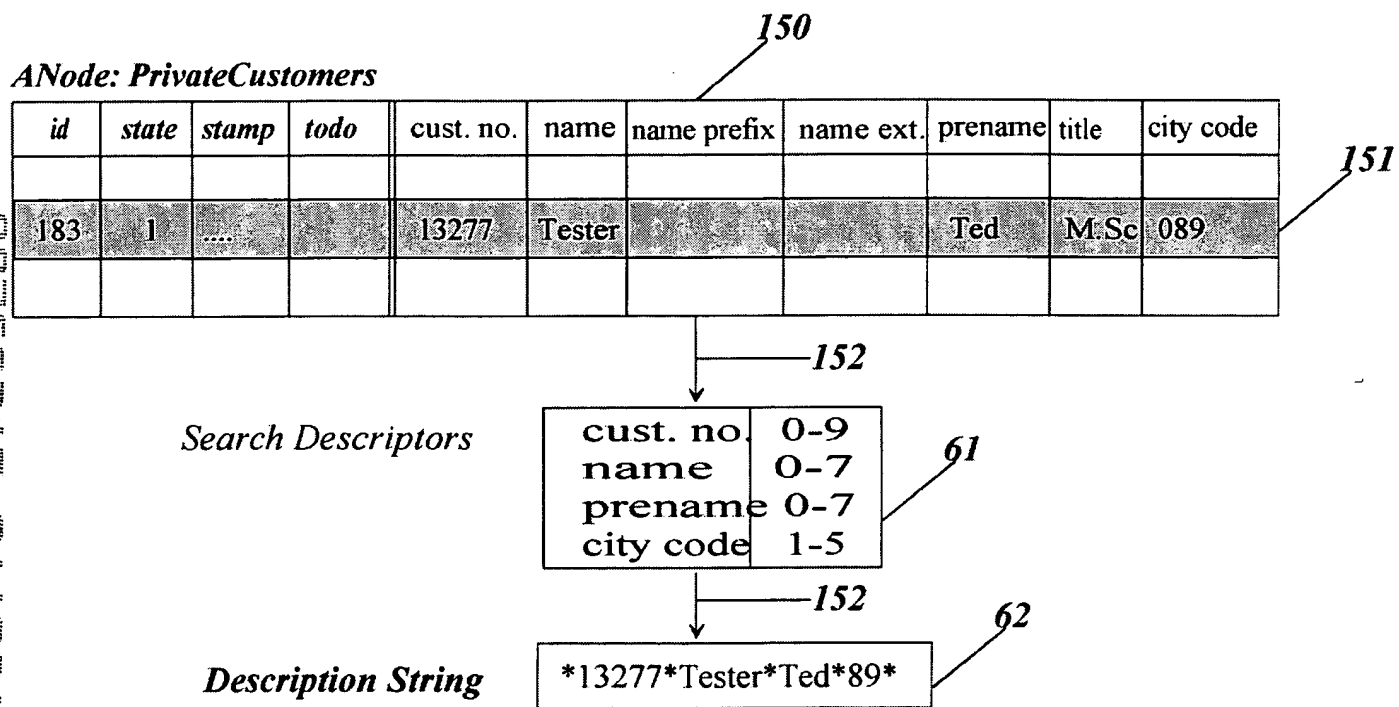 150
ANode: PrivateCustomers
id state stamp todo cust. no. name name prefix name ext. prename title city code
151
183 1 .... 13277 Tester Ted M.Sc 089
152
Search Descriptors
cust. no. 0-9
61
name 0-7
prename 0-7
city code 1-5
152
62
Description String
*13277*Tester*Ted*89*